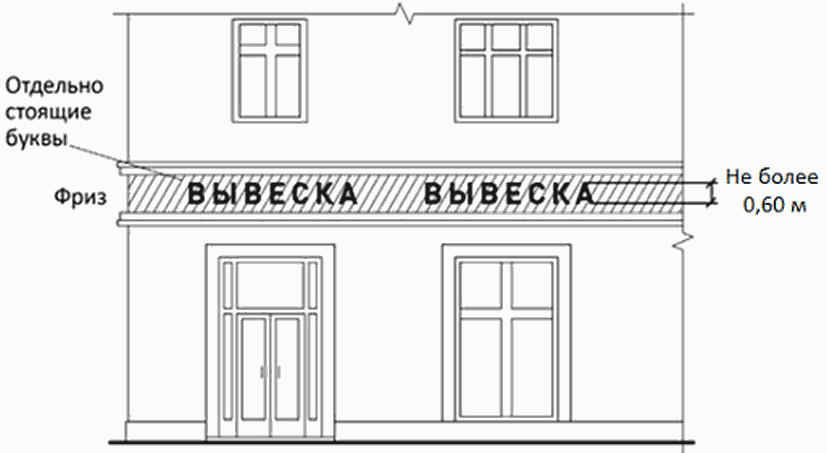 Отдельно
стоящие
буквы
Фриз
ВЫВЕСКА ВЫВЕСКА
Не более
0,60 м